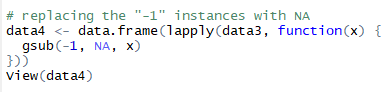 # replacing the "-1" instances with NA
data4 <- data.frame(lapply(data3, function(x) {
  gsub(-1, NA, x)
}))
View(data4)